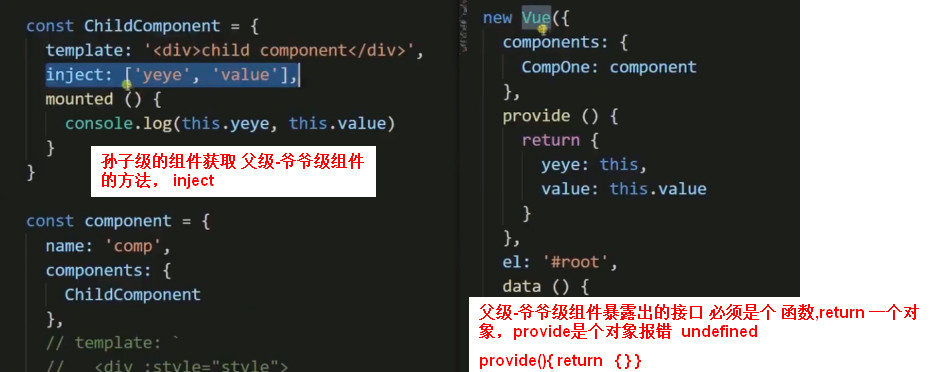 const ChildComponent = {
template: '<div>child component</div>',
inject: ['yeye', 'value'],
mounted () {
console.log(this.yeye, this.value)
}
}
孙子级的组件获取 父级-爷爷级组件
的方法， inject
const component = {
name: 'comp',
components: {
ChildComponent
},
// template: `
// <div :style="style">
new Vue({
components: {
CompOne: component
},
provide () {
return {
yeye: this,
value: this.value
}
},
el: '#root',
data () {
父级-爷爷级组件暴露出的接口 必须是个 函数,return 一个对
象，provide是个对象报错 undefined
provide(){ return { } }